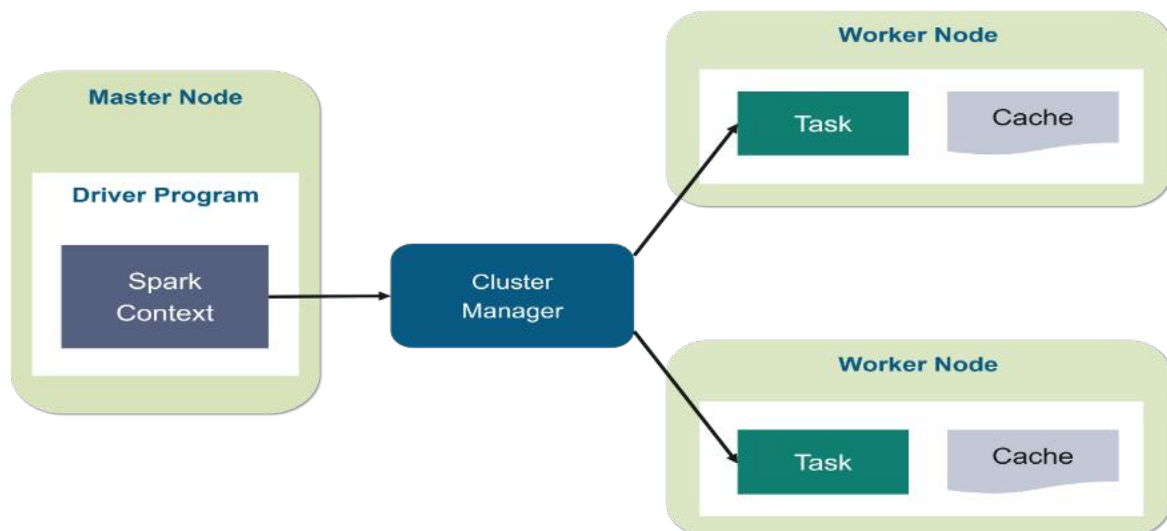 Master Node
Driver Program
Spark
Context
Cluster
Manager
Worker Node
Task
Cache
Worker Node
Task
Cache